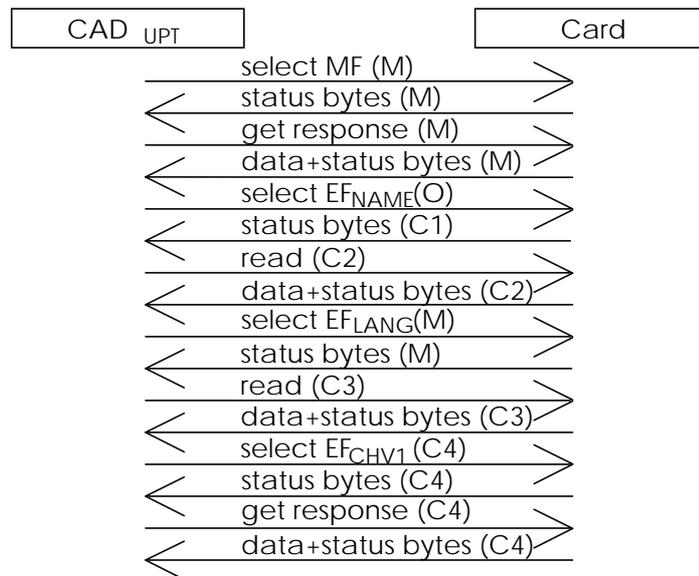 CAD UPT
Card
select MF (M)
status bytes (M)
get response (M)
data+status bytes (M)
select EFNAME(O)
status bytes (C1)
read (C2)
data+status bytes (C2)
select EFLANG(M)
status bytes (M)
read (C3)
data+status bytes (C3)
select EFCHV1 (C4)
status bytes (C4)
get response (C4)
data+status bytes (C4)